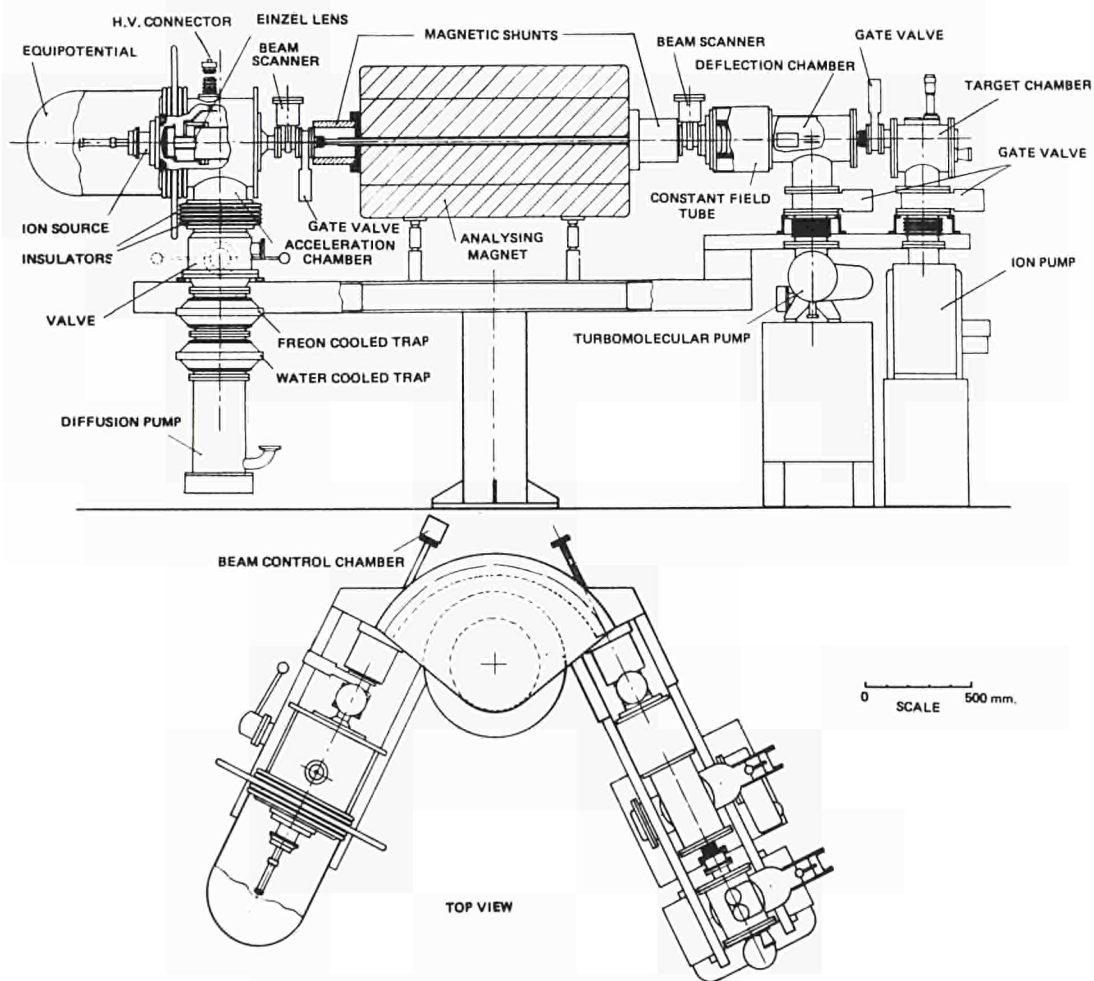 H.V. CONNECTOR
EINZEL LENS
EQUIPOTENTIAL
BEAM
SCANNER
MAGNETIC SHUNTS
BEAM SCANNER
GATE VALVE
DEFLECTION CHAMBER
TARGET CHAMBER
GATE VALVE
CONSTANT FIELD
TUBE
ION SOURCE
INSULATORS
GATE VALVE
ACCELERATION
CHAMBER
ANALYSING
MAGNET
ION PUMP
VALVE
FREON COOLED TRAP
TURBOMOLECULAR PUMP
WATER COOLED TRAP
DIFFUSION PUMP
BEAM CONTROL CHAMBER
0 500 mm.
SCALE
TOP VIEW